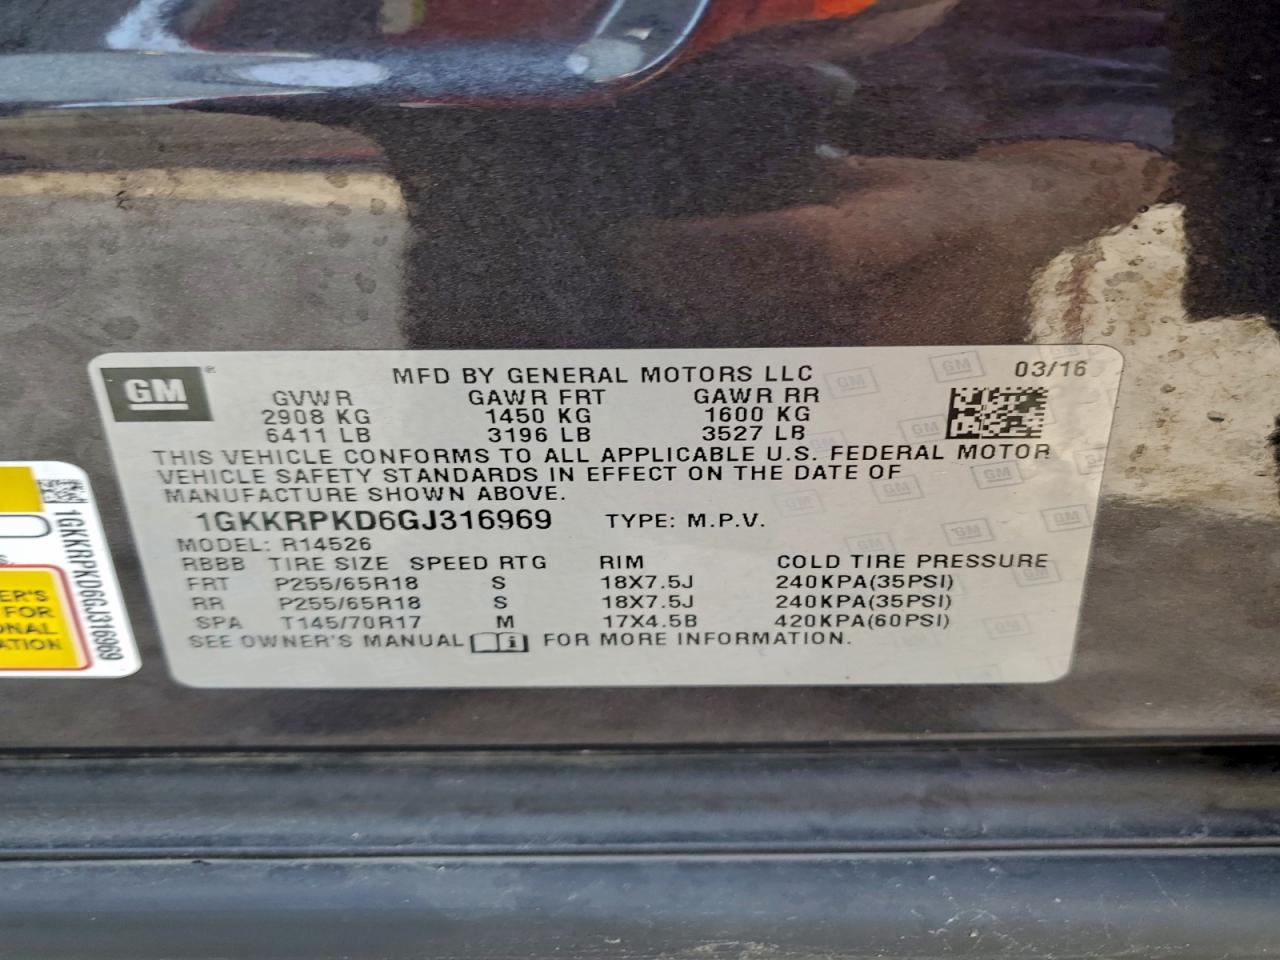 GM
MFD BY GENERAL MOTORS LLC 03/16
GVWR GAWR FRT GAWR RR
2908 KG 1450 KG 1600 KG
6411 LB 3196 LB 3527 LB
THIS VEHICLE CONFORMS TO ALL APPLICABLE U.S. FEDERAL MOTOR
VEHICLE SAFETY STANDARDS IN EFFECT ON THE DATE OF
MANUFACTURE SHOWN ABOVE.
1GKKRPKD6GJ316969 TYPE: M.P.V.
MODEL: R14526
RBBB TIRE SIZE SPEED RTG RIM COLD TIRE PRESSURE
FRT P255/65R18 S 18X7.5J 240KPA(35PSI)
RR P255/65R18 S 18X7.5J 240KPA(35PSI)
SPA T145/70R17 M 17X4.5B 420KPA(60PSI)
SEE OWNER'S MANUAL FOR MORE INFORMATION.
1GKKRPKD6GJ316969
ER'S
FOR
ONAL
ATION